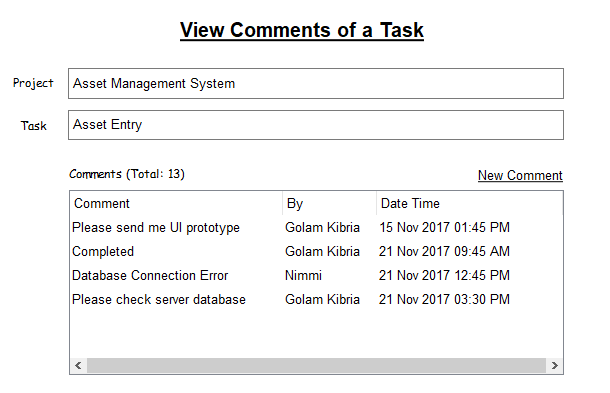 View Comments of a Task
Project Asset Management System
Task Asset Entry
Comments (Total: 13) New Comment
Comment By Date Time
Please send me UI prototype Golam Kibria 15 Nov 2017 01:45 PM
Completed Golam Kibria 21 Nov 2017 09:45 AM
Database Connection Error Nimmi 21 Nov 2017 12:45 PM
Please check server database Golam Kibria 21 Nov 2017 03:30 PM